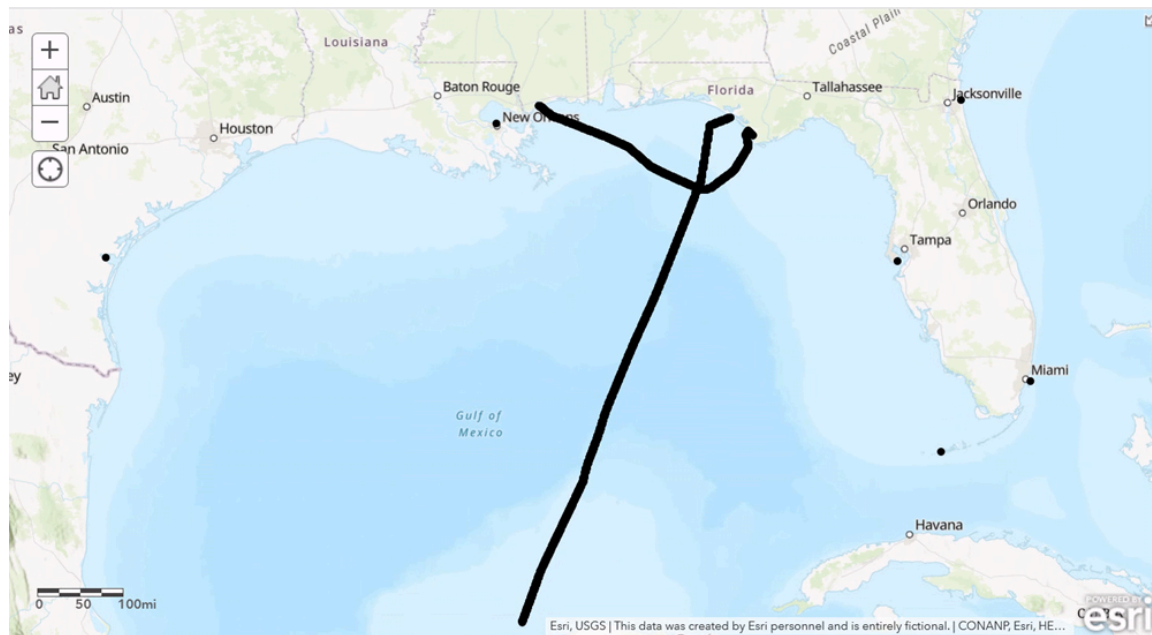 as
Louisiana
Coastal Plain
Austin
Baton Rouge
Florida
Tallahassee
Jacksonville
New Orleans
Houston
San Antonio
Orlando
Tampa
ey
Miami
Gulf of
Mexico
Havana
0 50 100mi
Esri, USGS | This data was created by Esri personnel and is entirely fictional. | CONANP, Esri, HE...
POWERED BY
esri